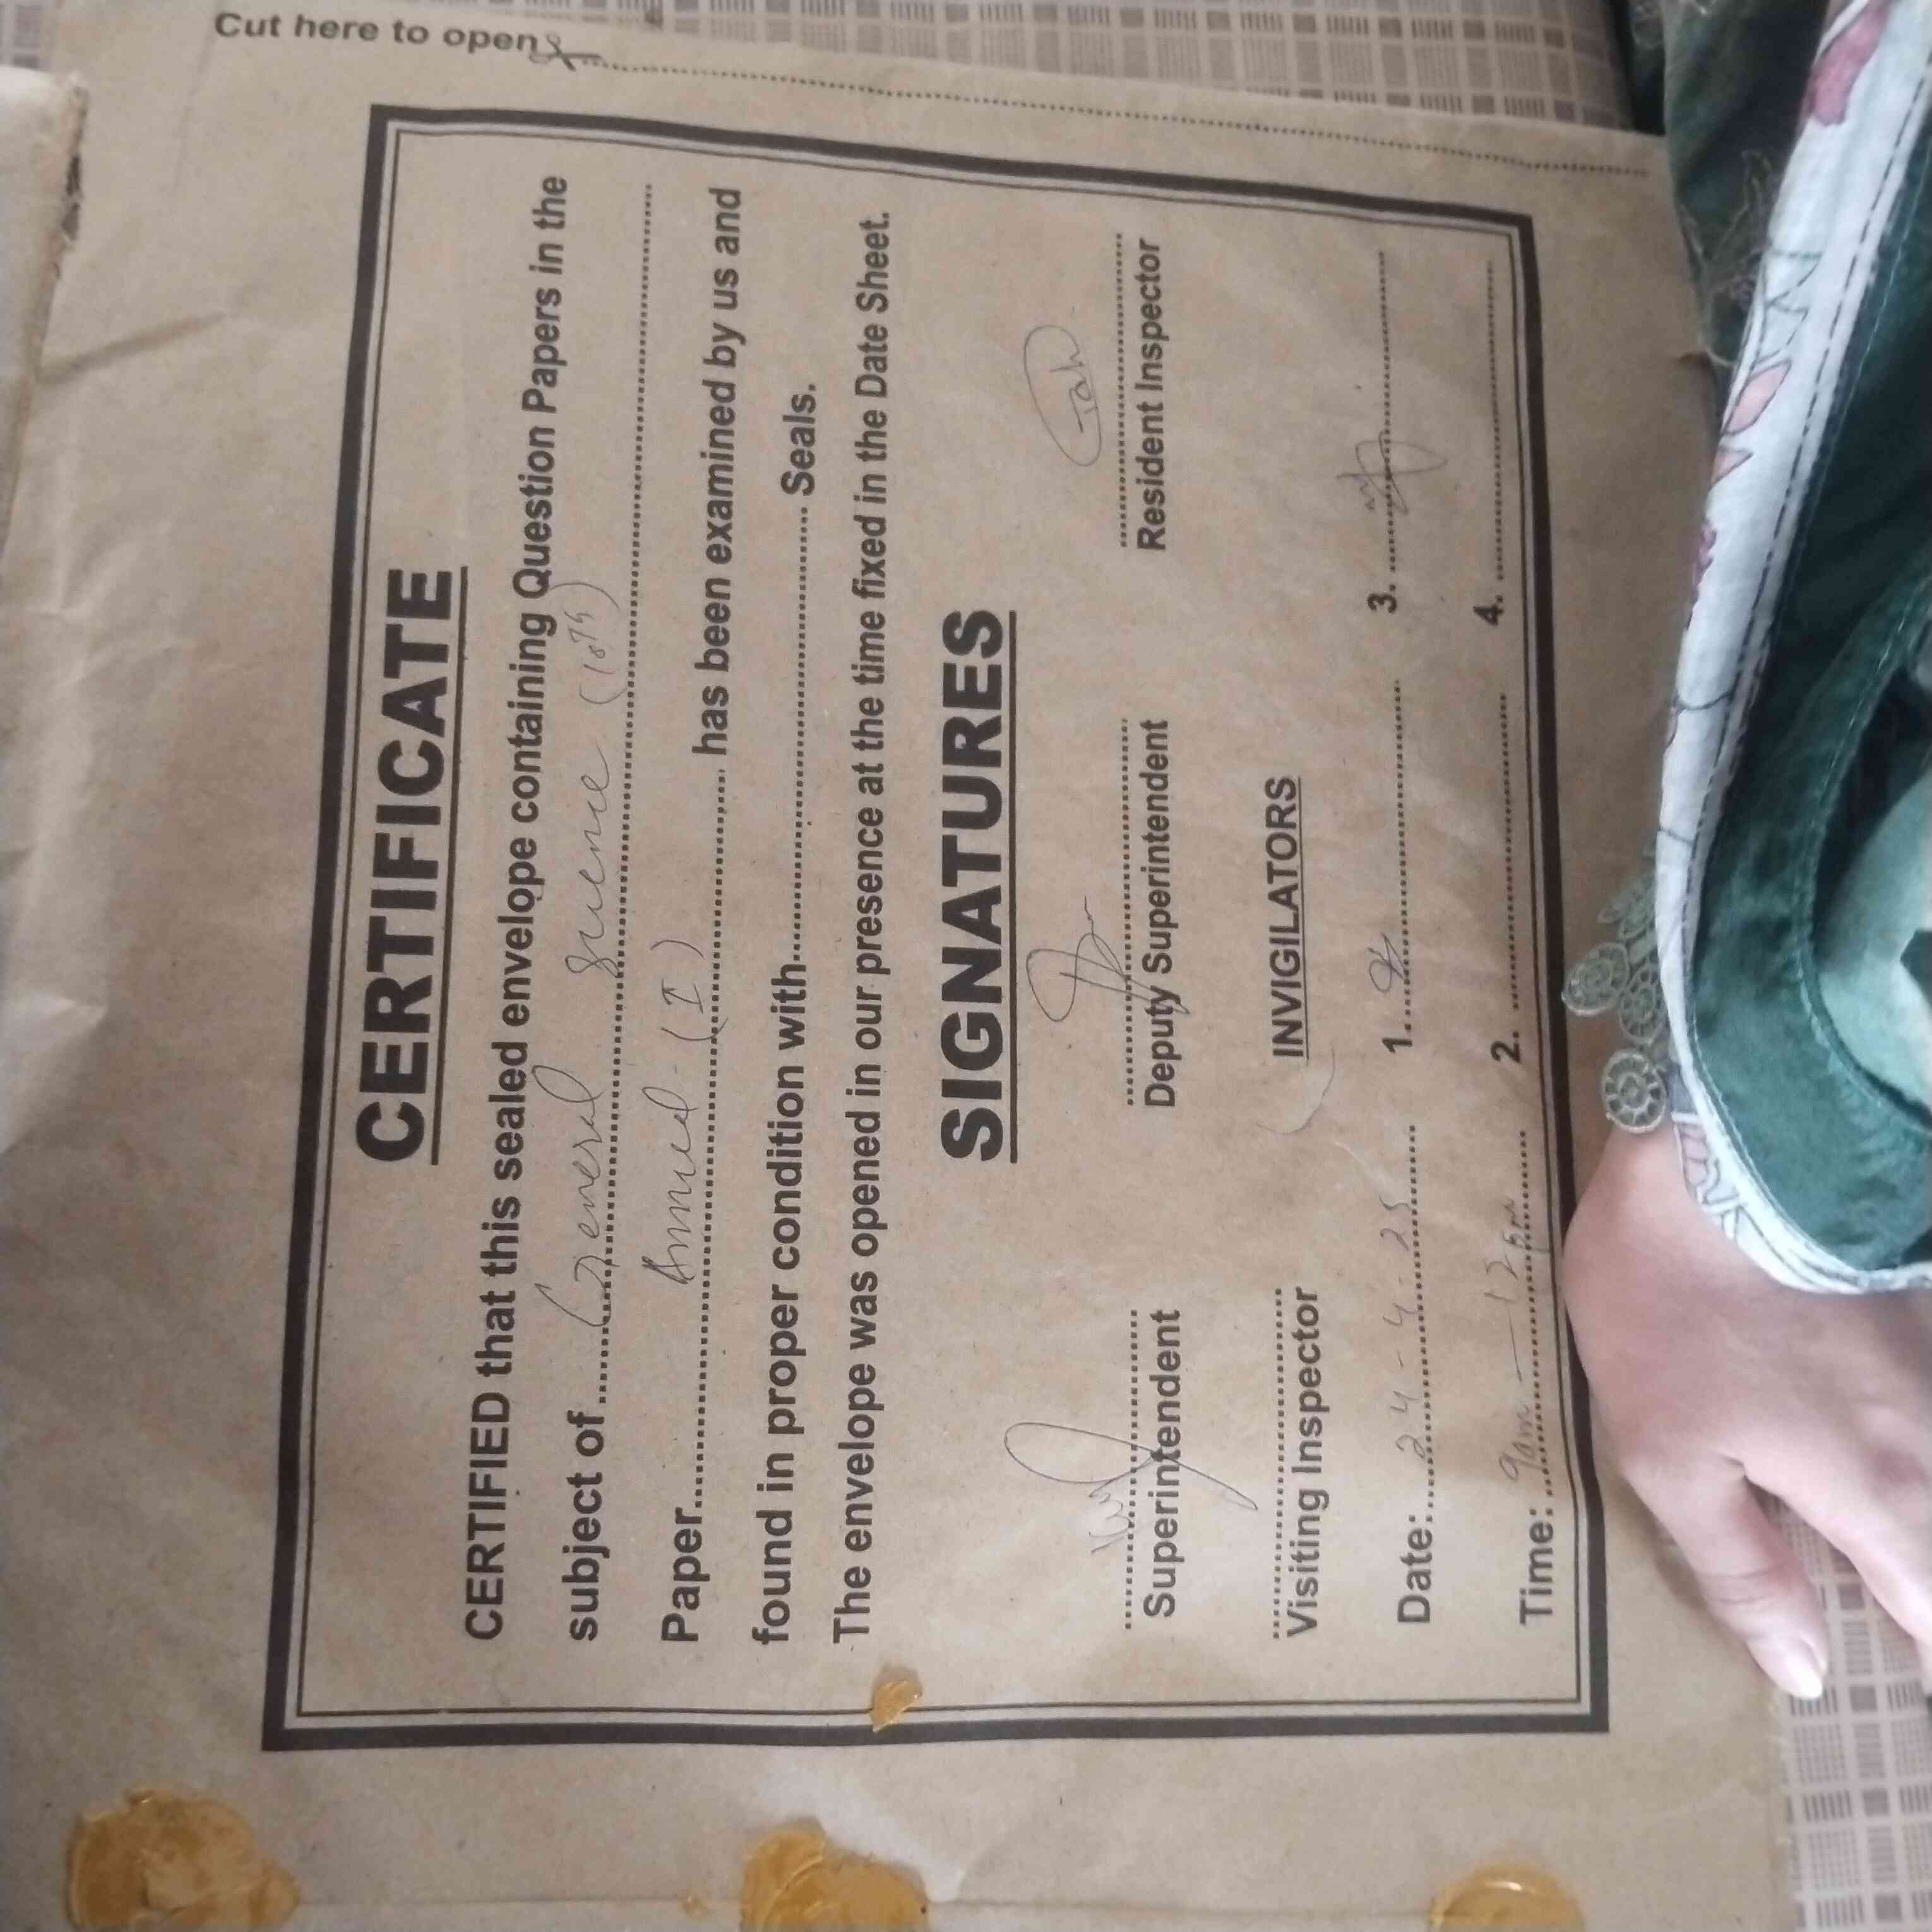 Cut here to open
CERTIFICATE
CERTIFIED that this sealed envelope containing Question Papers in the
subject of General Science (10th)
Paper Annual (I) has been examined by us and
found in proper condition with Seals.
The envelope was opened in our presence at the time fixed in the Date Sheet.
SIGNATURES
Superintendent Deputy Superintendent Resident Inspector
Visiting Inspector INVIGILATORS
Date: 24-4-25 1. 3.
Time: 9am - 12pm 2. 4.